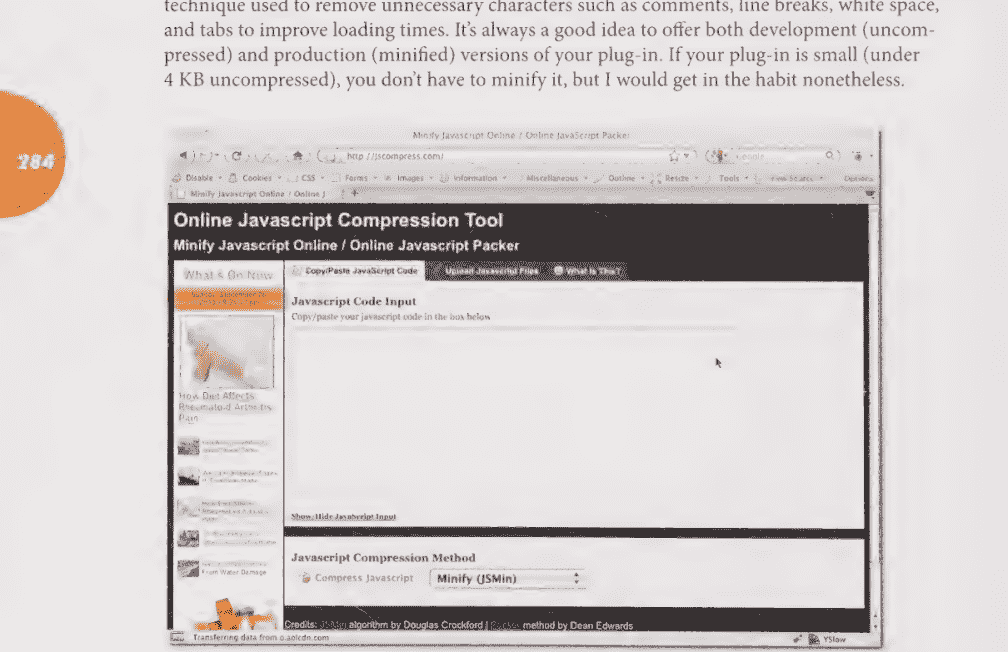 technique used to remove unnecessary characters such as comments, line breaks, white space,
and tabs to improve loading times. It's always a good idea to offer both development (uncom-
pressed) and production (minified) versions of your plug-in. If your plug-in is small (under
4 KB uncompressed), you don't have to minify it, but I would get in the habit nonetheless.
284
Minify Javascript Online / Online JavaScript Packer
http://jscompress.com/
Disable Cookies CSS Forms Images Information Miscellaneous Outline Resize Tools View Source Options
Minify Javascript Online / Online J
Online Javascript Compression Tool
Minify Javascript Online / Online Javascript Packer
What's On Now
Copy/Paste JavaScript Code Upload Javascript Files What Is This?
Javascript Code Input
Copy/paste your javascript code in the box below
How Diet Affects
Rheumatoid Arthritis
Pain
Show/Hide JavaScript Input
From Water Damage
Javascript Compression Method
Compress Javascript Minify (JSMin)
Credits: JSMin algorithm by Douglas Crockford | Packer method by Dean Edwards
Transferring data from o.aolcdn.com YSlow